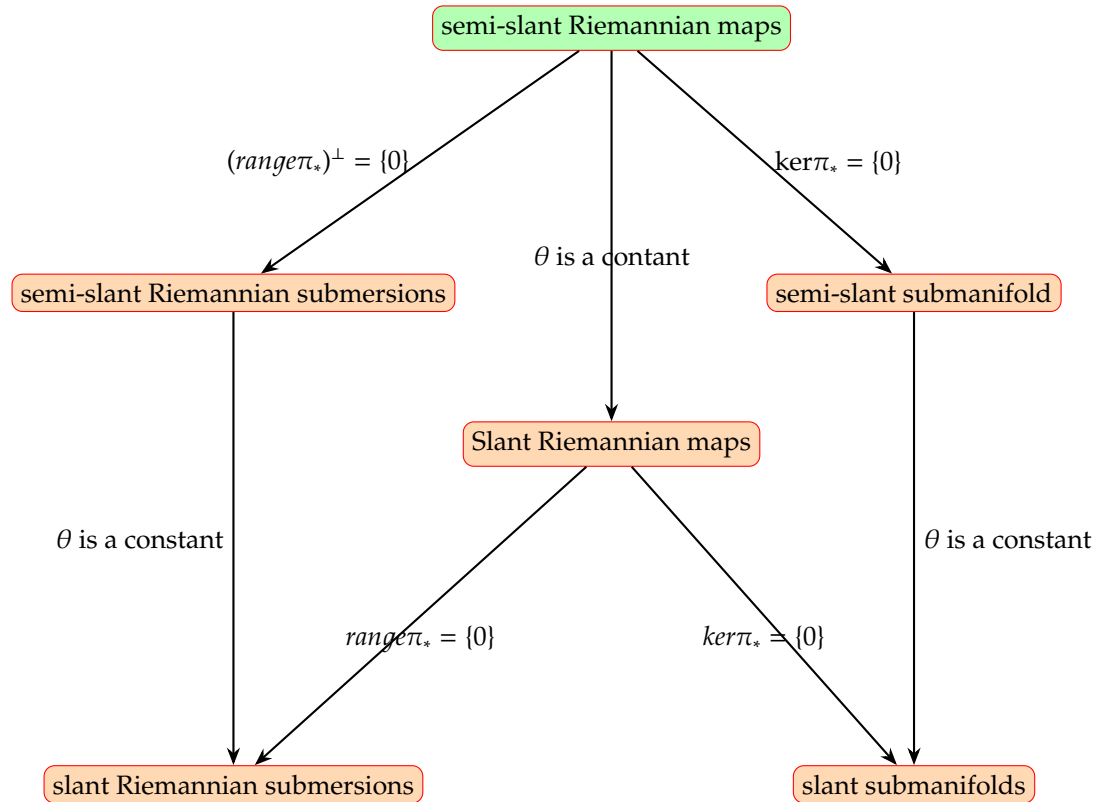 semi-slant Riemannian maps
(rangeπ*)⊥ = {0}
kerπ* = {0}
θ is a contant
semi-slant Riemannian submersions
semi-slant submanifold
Slant Riemannian maps
θ is a constant
θ is a constant
rangeπ* = {0}
kerπ* = {0}
slant Riemannian submersions
slant submanifolds